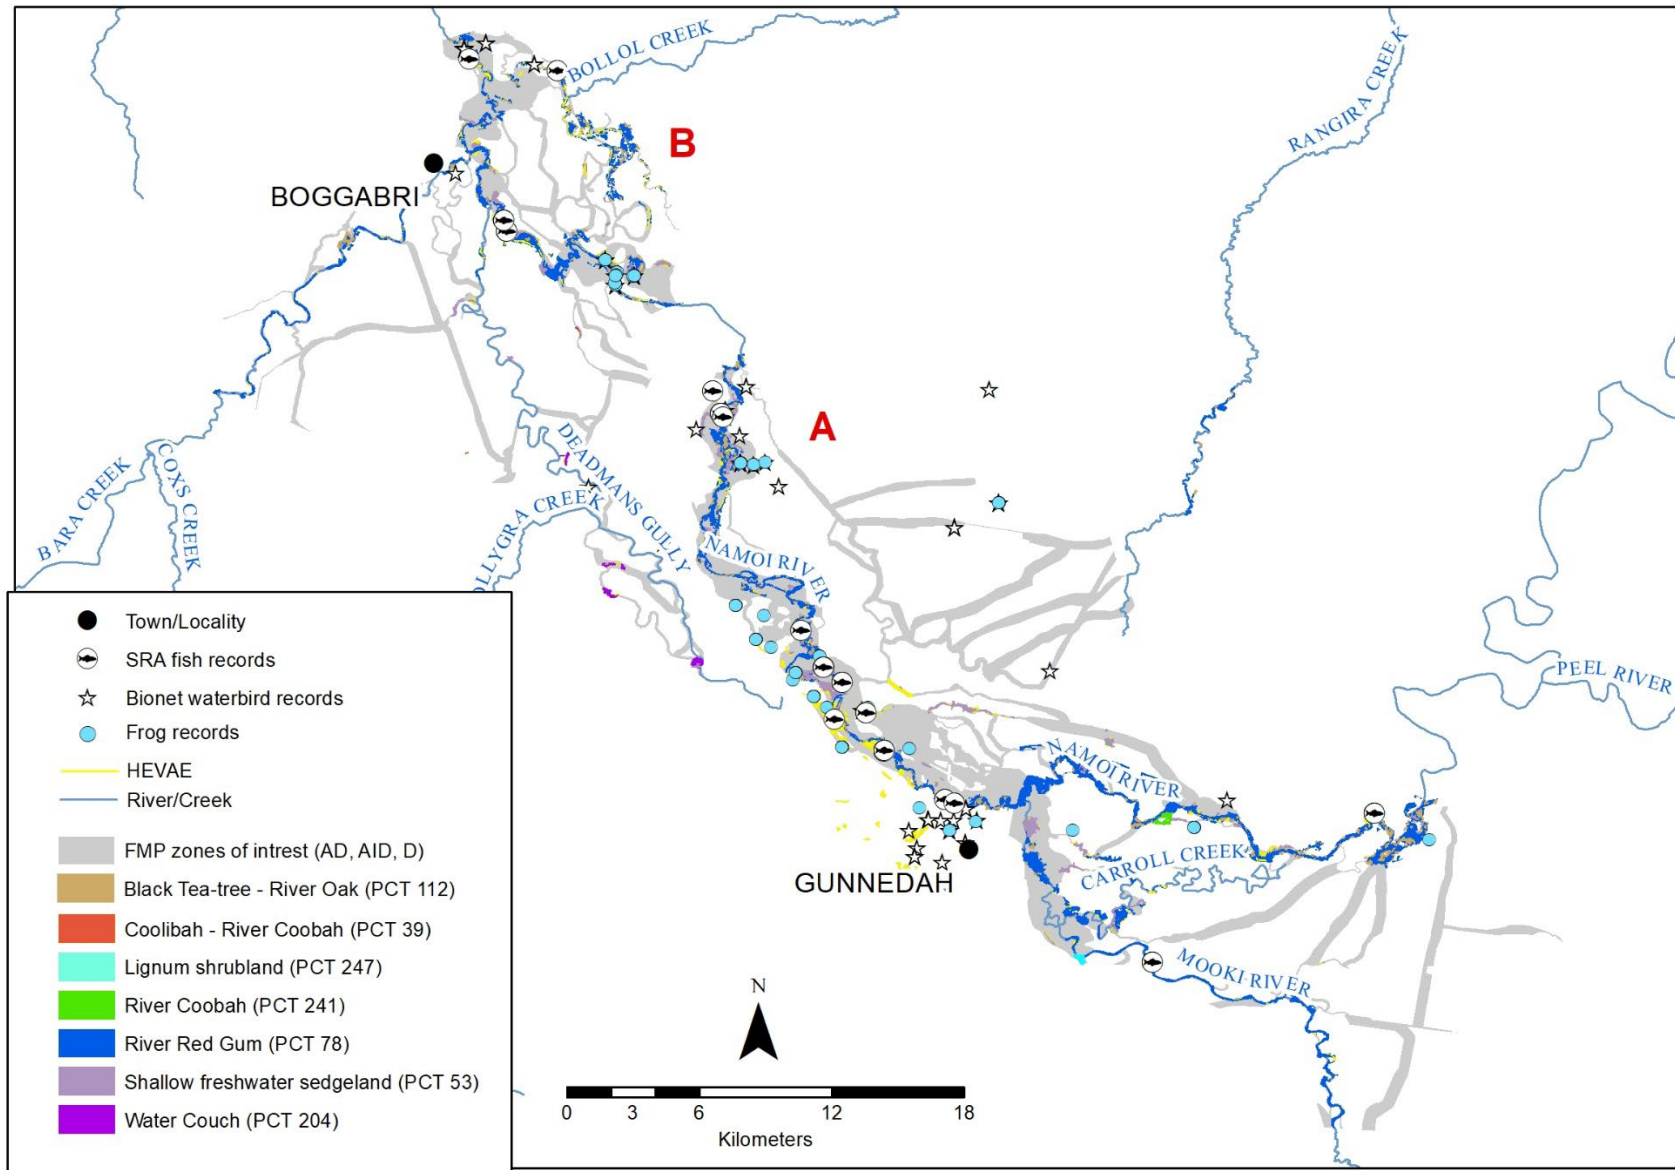 BOLLOL CREEK
RANGIRA CREEK
B
BOGGABRI
A
BARA CREEK
COXS CREEK
DEADMANS GULLY
OLLYGRA CREEK
NAMOI RIVER
PEEL RIVER
NAMOI RIVER
CARROLL CREEK
GUNNEDAH
MOOKI RIVER
Town/Locality
SRA fish records
Bionet waterbird records
Frog records
HEVAE
River/Creek
FMP zones of intrest (AD, AID, D)
Black Tea-tree - River Oak (PCT 112)
Coolibah - River Coobah (PCT 39)
Lignum shrubland (PCT 247)
River Coobah (PCT 241)
River Red Gum (PCT 78)
Shallow freshwater sedgeland (PCT 53)
Water Couch (PCT 204)
N
0 3 6 12 18
Kilometers